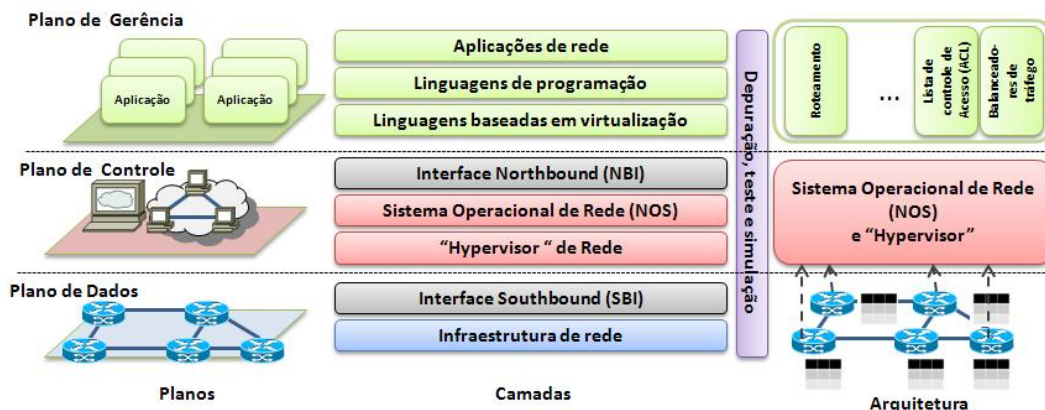 Plano de Gerência
Aplicação
Aplicação
Aplicações de rede
Linguagens de programação
Linguagens baseadas em virtualização
Depuração, teste e simulação
Roteamento
...
Lista de
controle de
Acesso (ACL)
Balanceado-
res de
tráfego
Plano de Controle
Interface Northbound (NBI)
Sistema Operacional de Rede (NOS)
“Hypervisor “ de Rede
Sistema Operacional de Rede
(NOS)
e “Hypervisor”
Plano de Dados
Interface Southbound (SBI)
Infraestrutura de rede
Planos
Camadas
Arquitetura